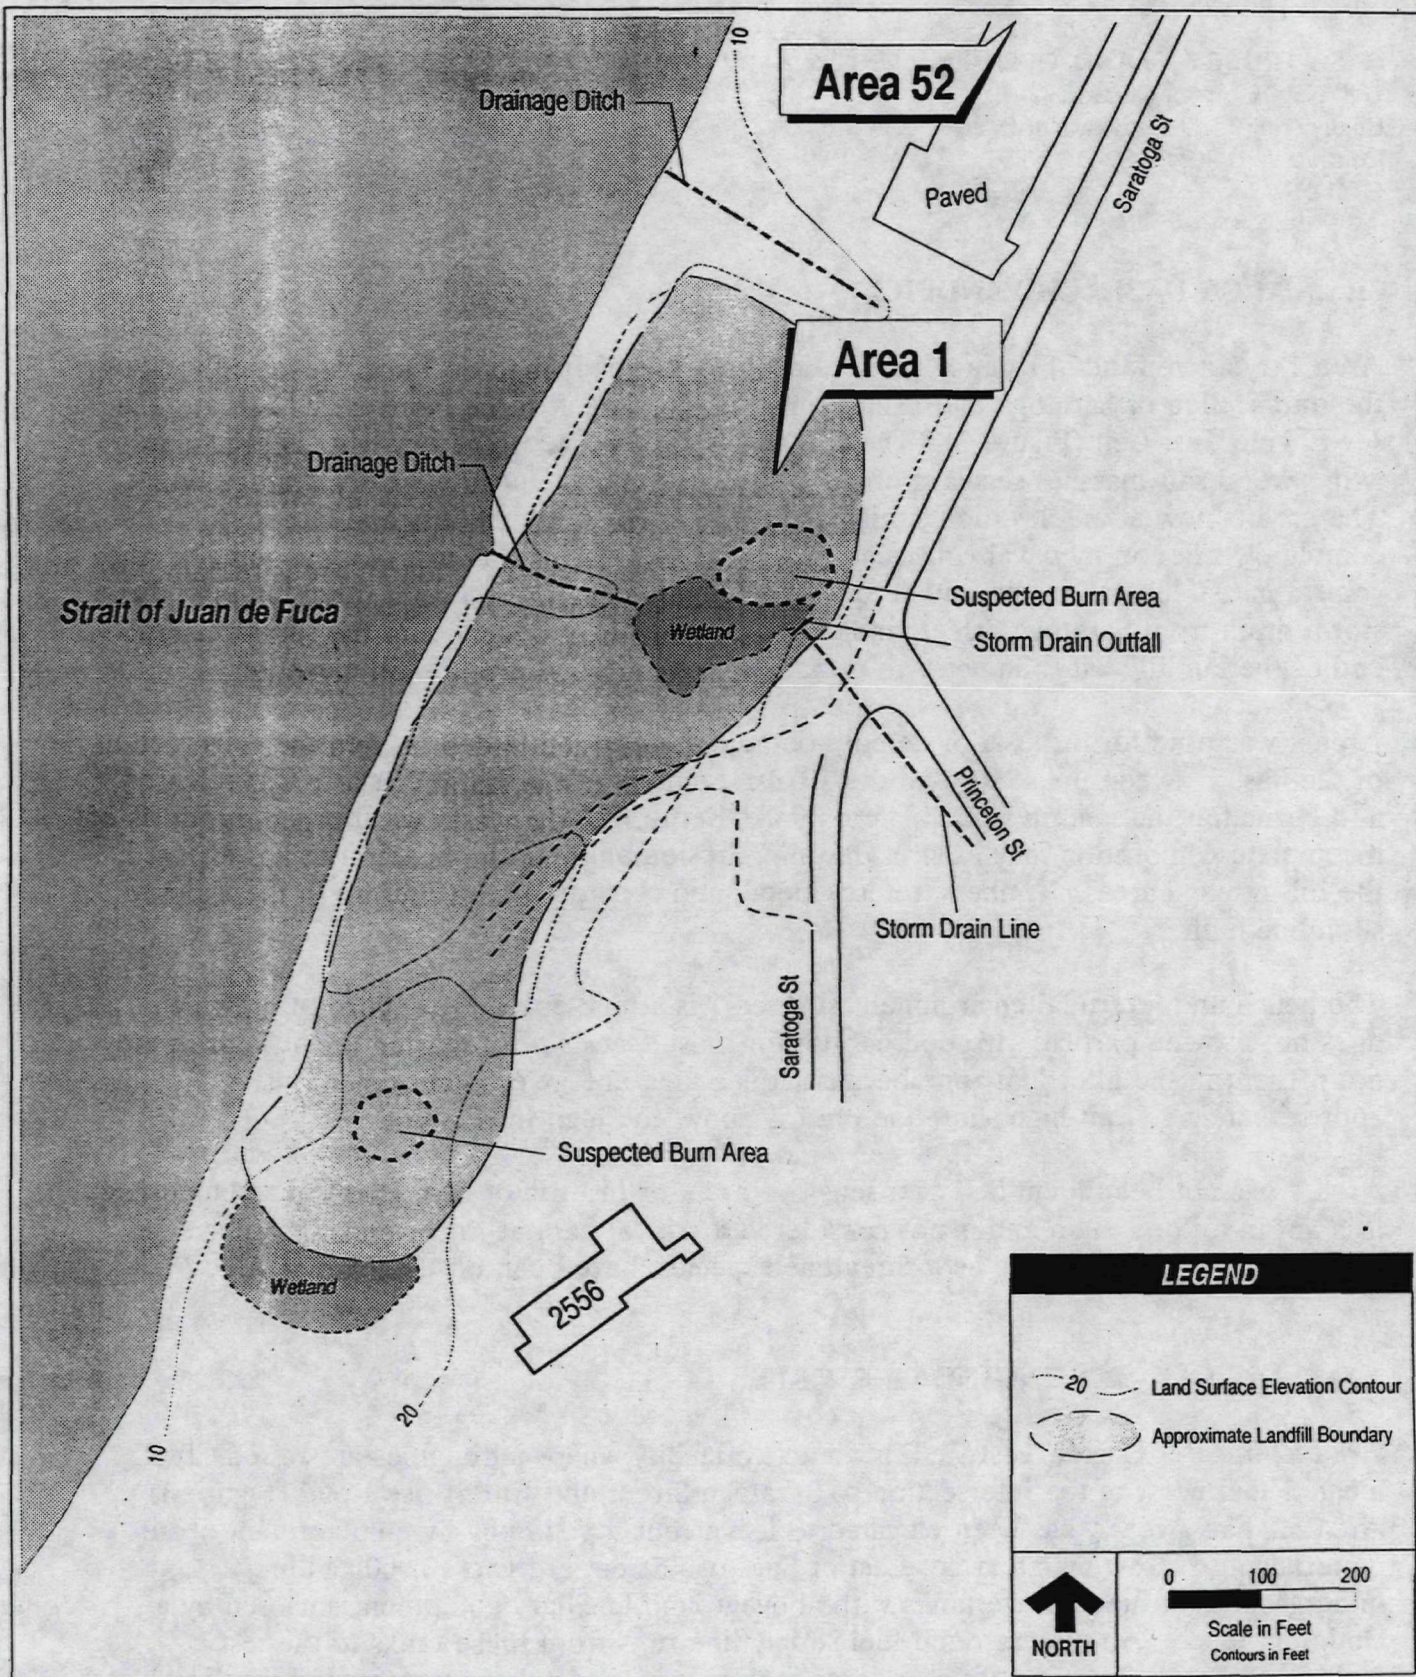 10
Area 52
Drainage Ditch
Saratoga St
Paved
Area 1
Drainage Ditch
Strait of Juan de Fuca
Suspected Burn Area
Wetland
Storm Drain Outfall
Princeton St
Storm Drain Line
Saratoga St
Suspected Burn Area
Wetland
2556
20
10
LEGEND
20 Land Surface Elevation Contour
Approximate Landfill Boundary
0 100 200
Scale in Feet
Contours in Feet
NORTH